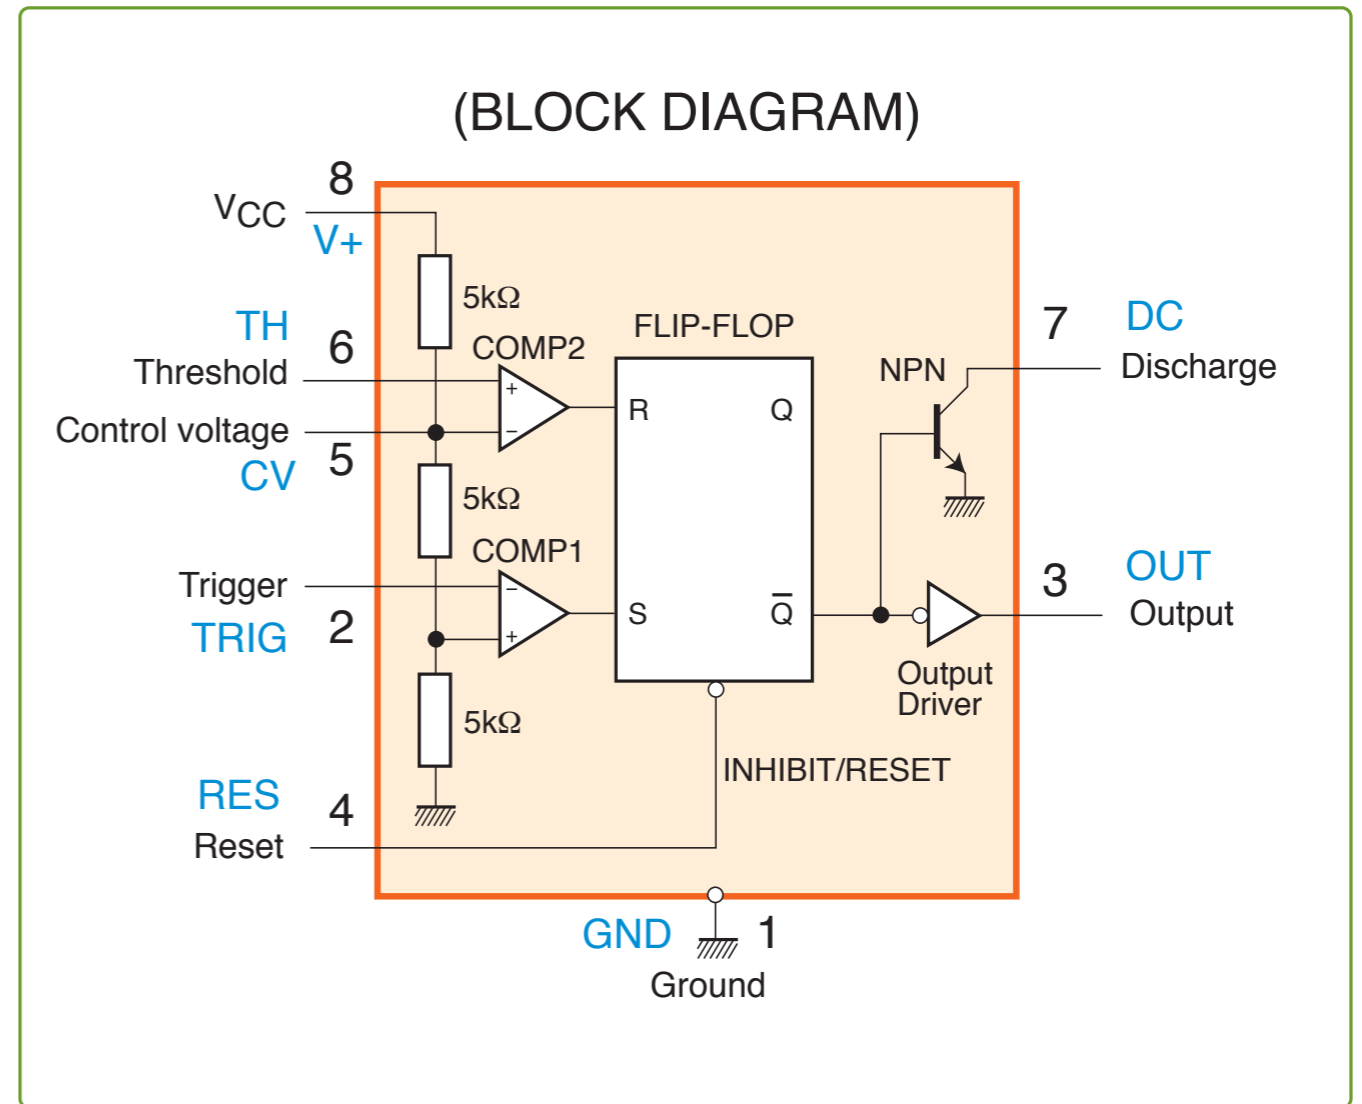 (BLOCK DIAGRAM)
8
VCC
V+
5kΩ
TH
6
Threshold
COMP2
FLIP-FLOP
7
DC
Discharge
NPN
+
R
Q
Control voltage
−
5
CV
5kΩ
COMP1
Trigger
−
2
TRIG
+
S
Q̅
3
OUT
Output
Output
Driver
5kΩ
INHIBIT/RESET
RES
4
Reset
GND
1
Ground